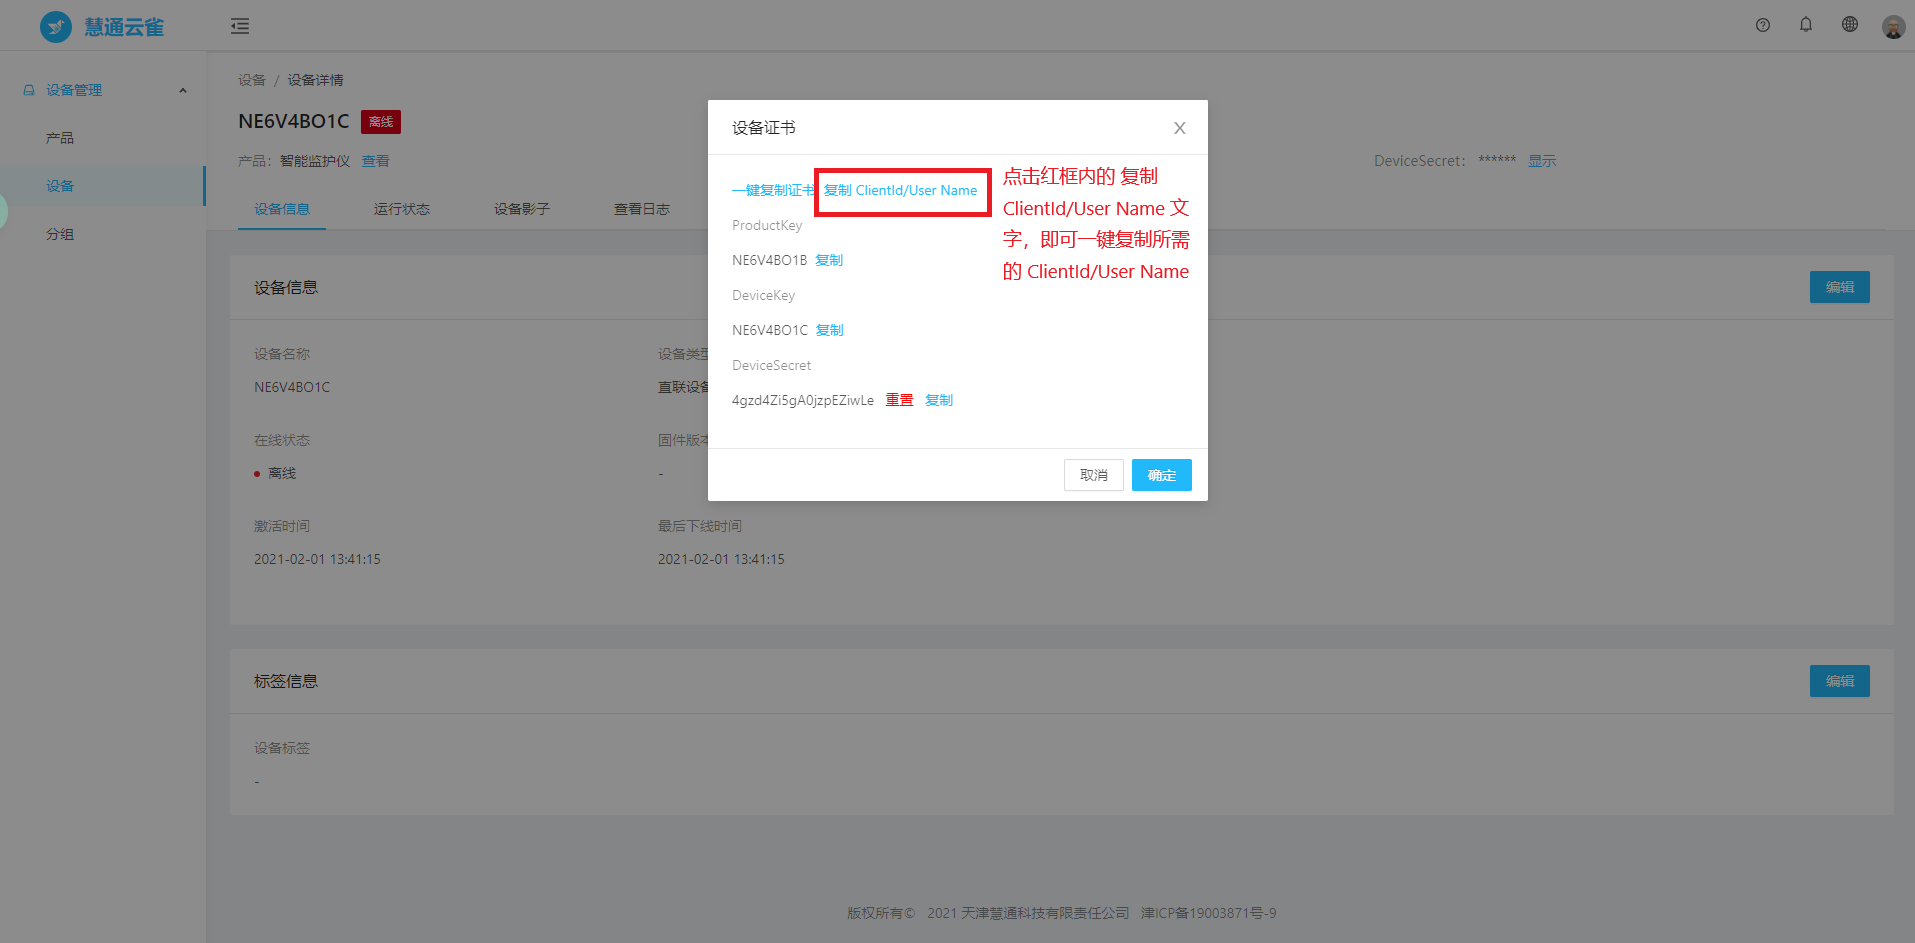 慧通云雀
设备管理
产品
设备
分组
设备 / 设备详情
NE6V4BO1C 离线
产品: 智能监护仪 查看
DeviceSecret: ****** 显示
设备信息 运行状态 设备影子 查看日志
设备信息 编辑
设备名称
NE6V4BO1C
设备类型
直联设备
在线状态
离线
固件版本
-
激活时间
2021-02-01 13:41:15
最后下线时间
2021-02-01 13:41:15
标签信息 编辑
设备标签
-
设备证书
一键复制证书 复制 ClientId/User Name
ProductKey
NE6V4BO1B 复制
DeviceKey
NE6V4BO1C 复制
DeviceSecret
4gzd4Zi5gA0jzpEZiwLe 重置 复制
点击红框内的 复制
ClientId/User Name 文
字，即可一键复制所需
的 ClientId/User Name
取消 确定
版权所有© 2021 天津慧通科技有限责任公司 津ICP备19003871号-9